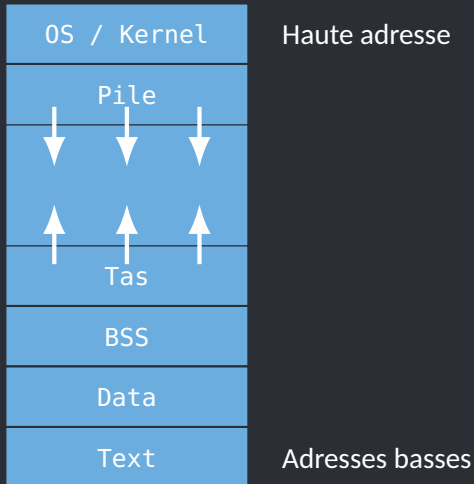 OS / Kernel Haute adresse
Pile
Tas
BSS
Data
Text Adresses basses